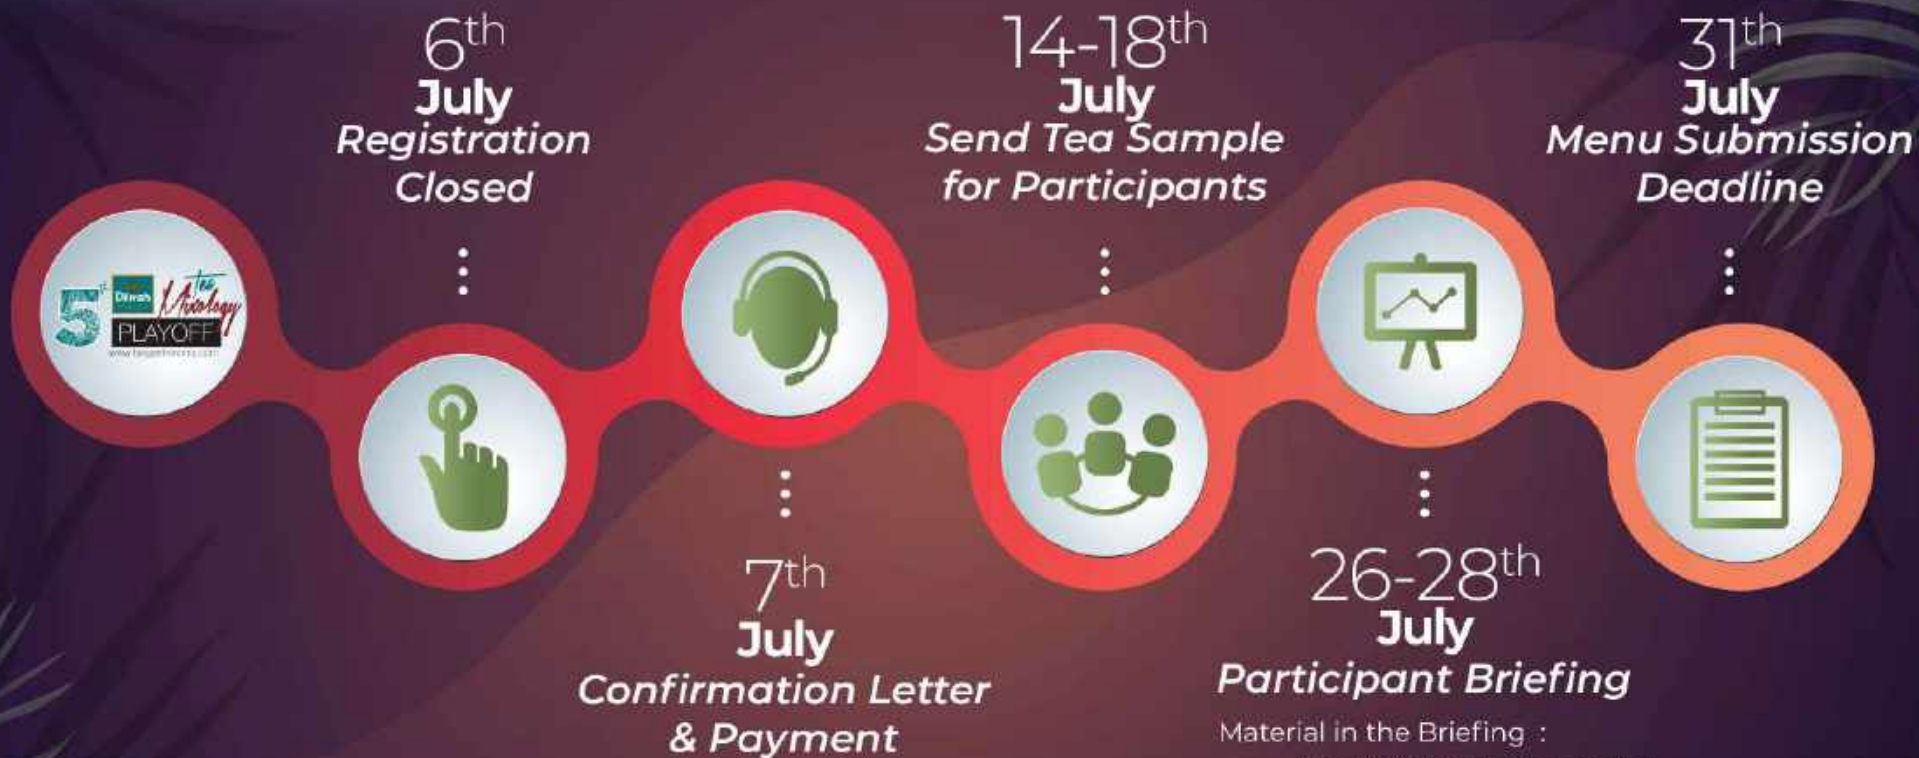 5
Dilmah
Tea
Mixology
PLAYOFF
6th
July
Registration
Closed
7th
July
Confirmation Letter
& Payment
14-18th
July
Send Tea Sample
for Participants
26-28th
July
Participant Briefing
Material in the Briefing :
31th
July
Menu Submission
Deadline